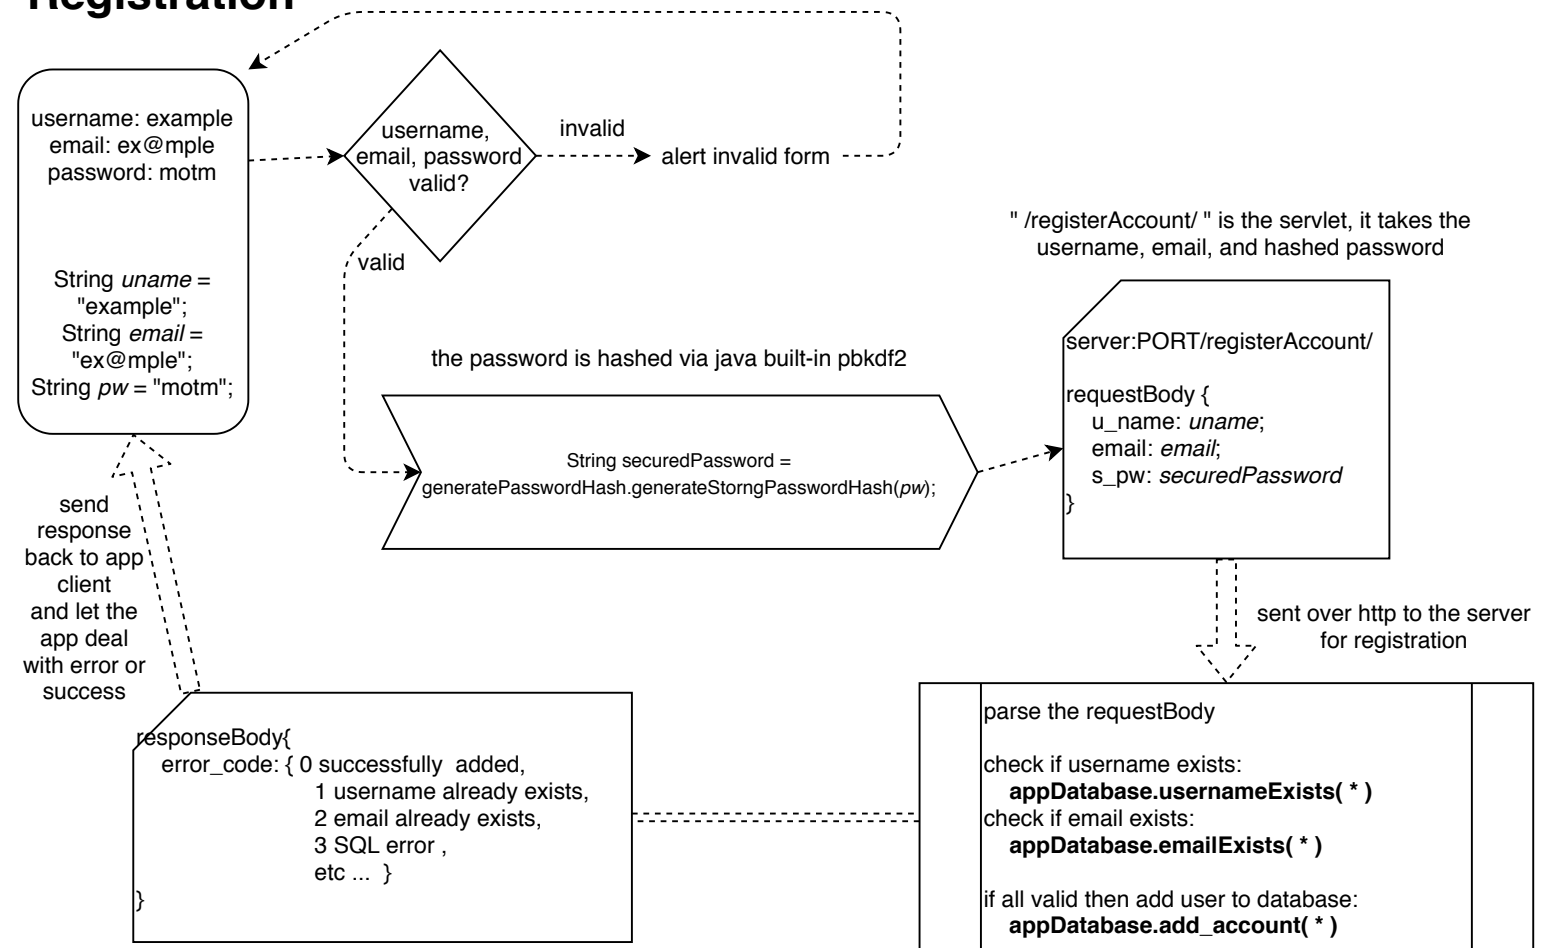 Registration
username: example
email: ex@mple
password: motm
String uname =
"example";
String email =
"ex@mple";
String pw = "motm";
username,
email, password
valid?
invalid
alert invalid form
valid
the password is hashed via java built-in pbkdf2
String securedPassword =
generatePasswordHash.generateStorngPasswordHash(pw);
" /registerAccount/ " is the servlet, it takes the
username, email, and hashed password
server:PORT/registerAccount/
requestBody {
u_name: uname;
email: email;
s_pw: securedPassword
}
sent over http to the server
for registration
parse the requestBody
check if username exists:
appDatabase.usernameExists( * )
check if email exists:
appDatabase.emailExists( * )
if all valid then add user to database:
appDatabase.add_account( * )
responseBody{
error_code: { 0 successfully  added,
1 username already exists,
2 email already exists,
3 SQL error ,
etc ...  }
}
send
response
back to app
client
and let the
app deal
with error or
success